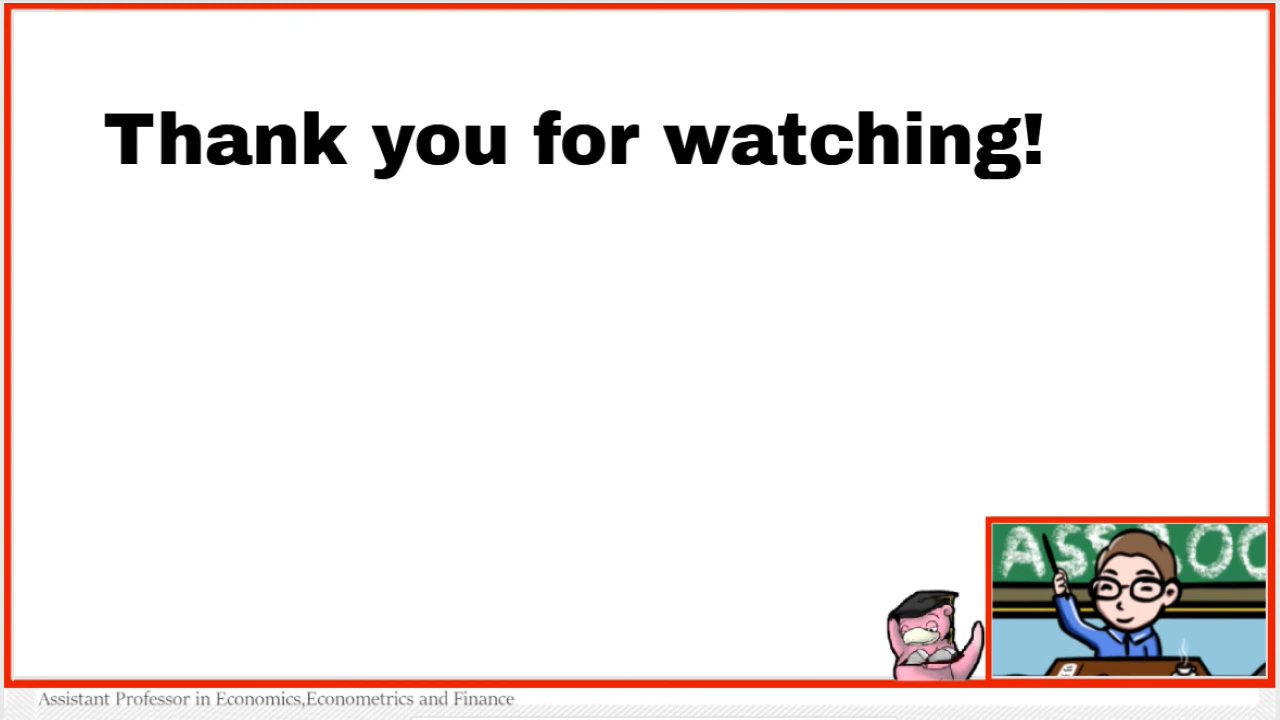 Thank you for watching!
Assistant Professor in Economics,Econometrics and Finance